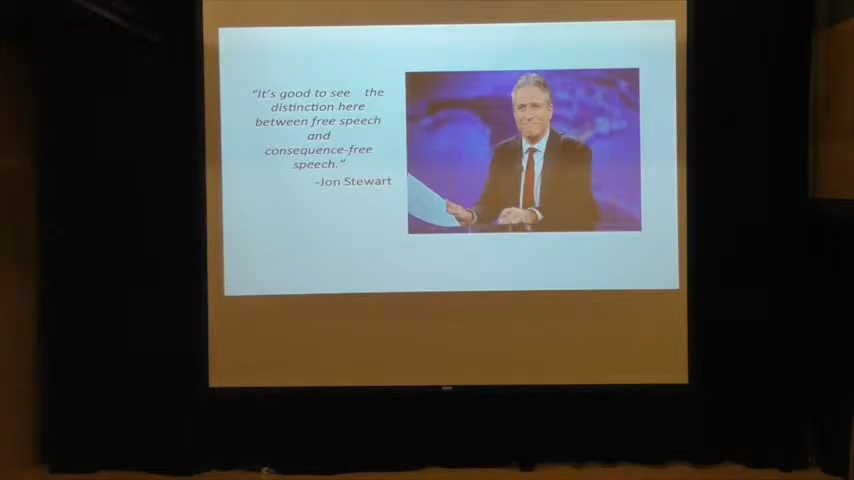 “It’s good to see the
distinction here
between free speech
and
consequence-free
speech.”
-Jon Stewart